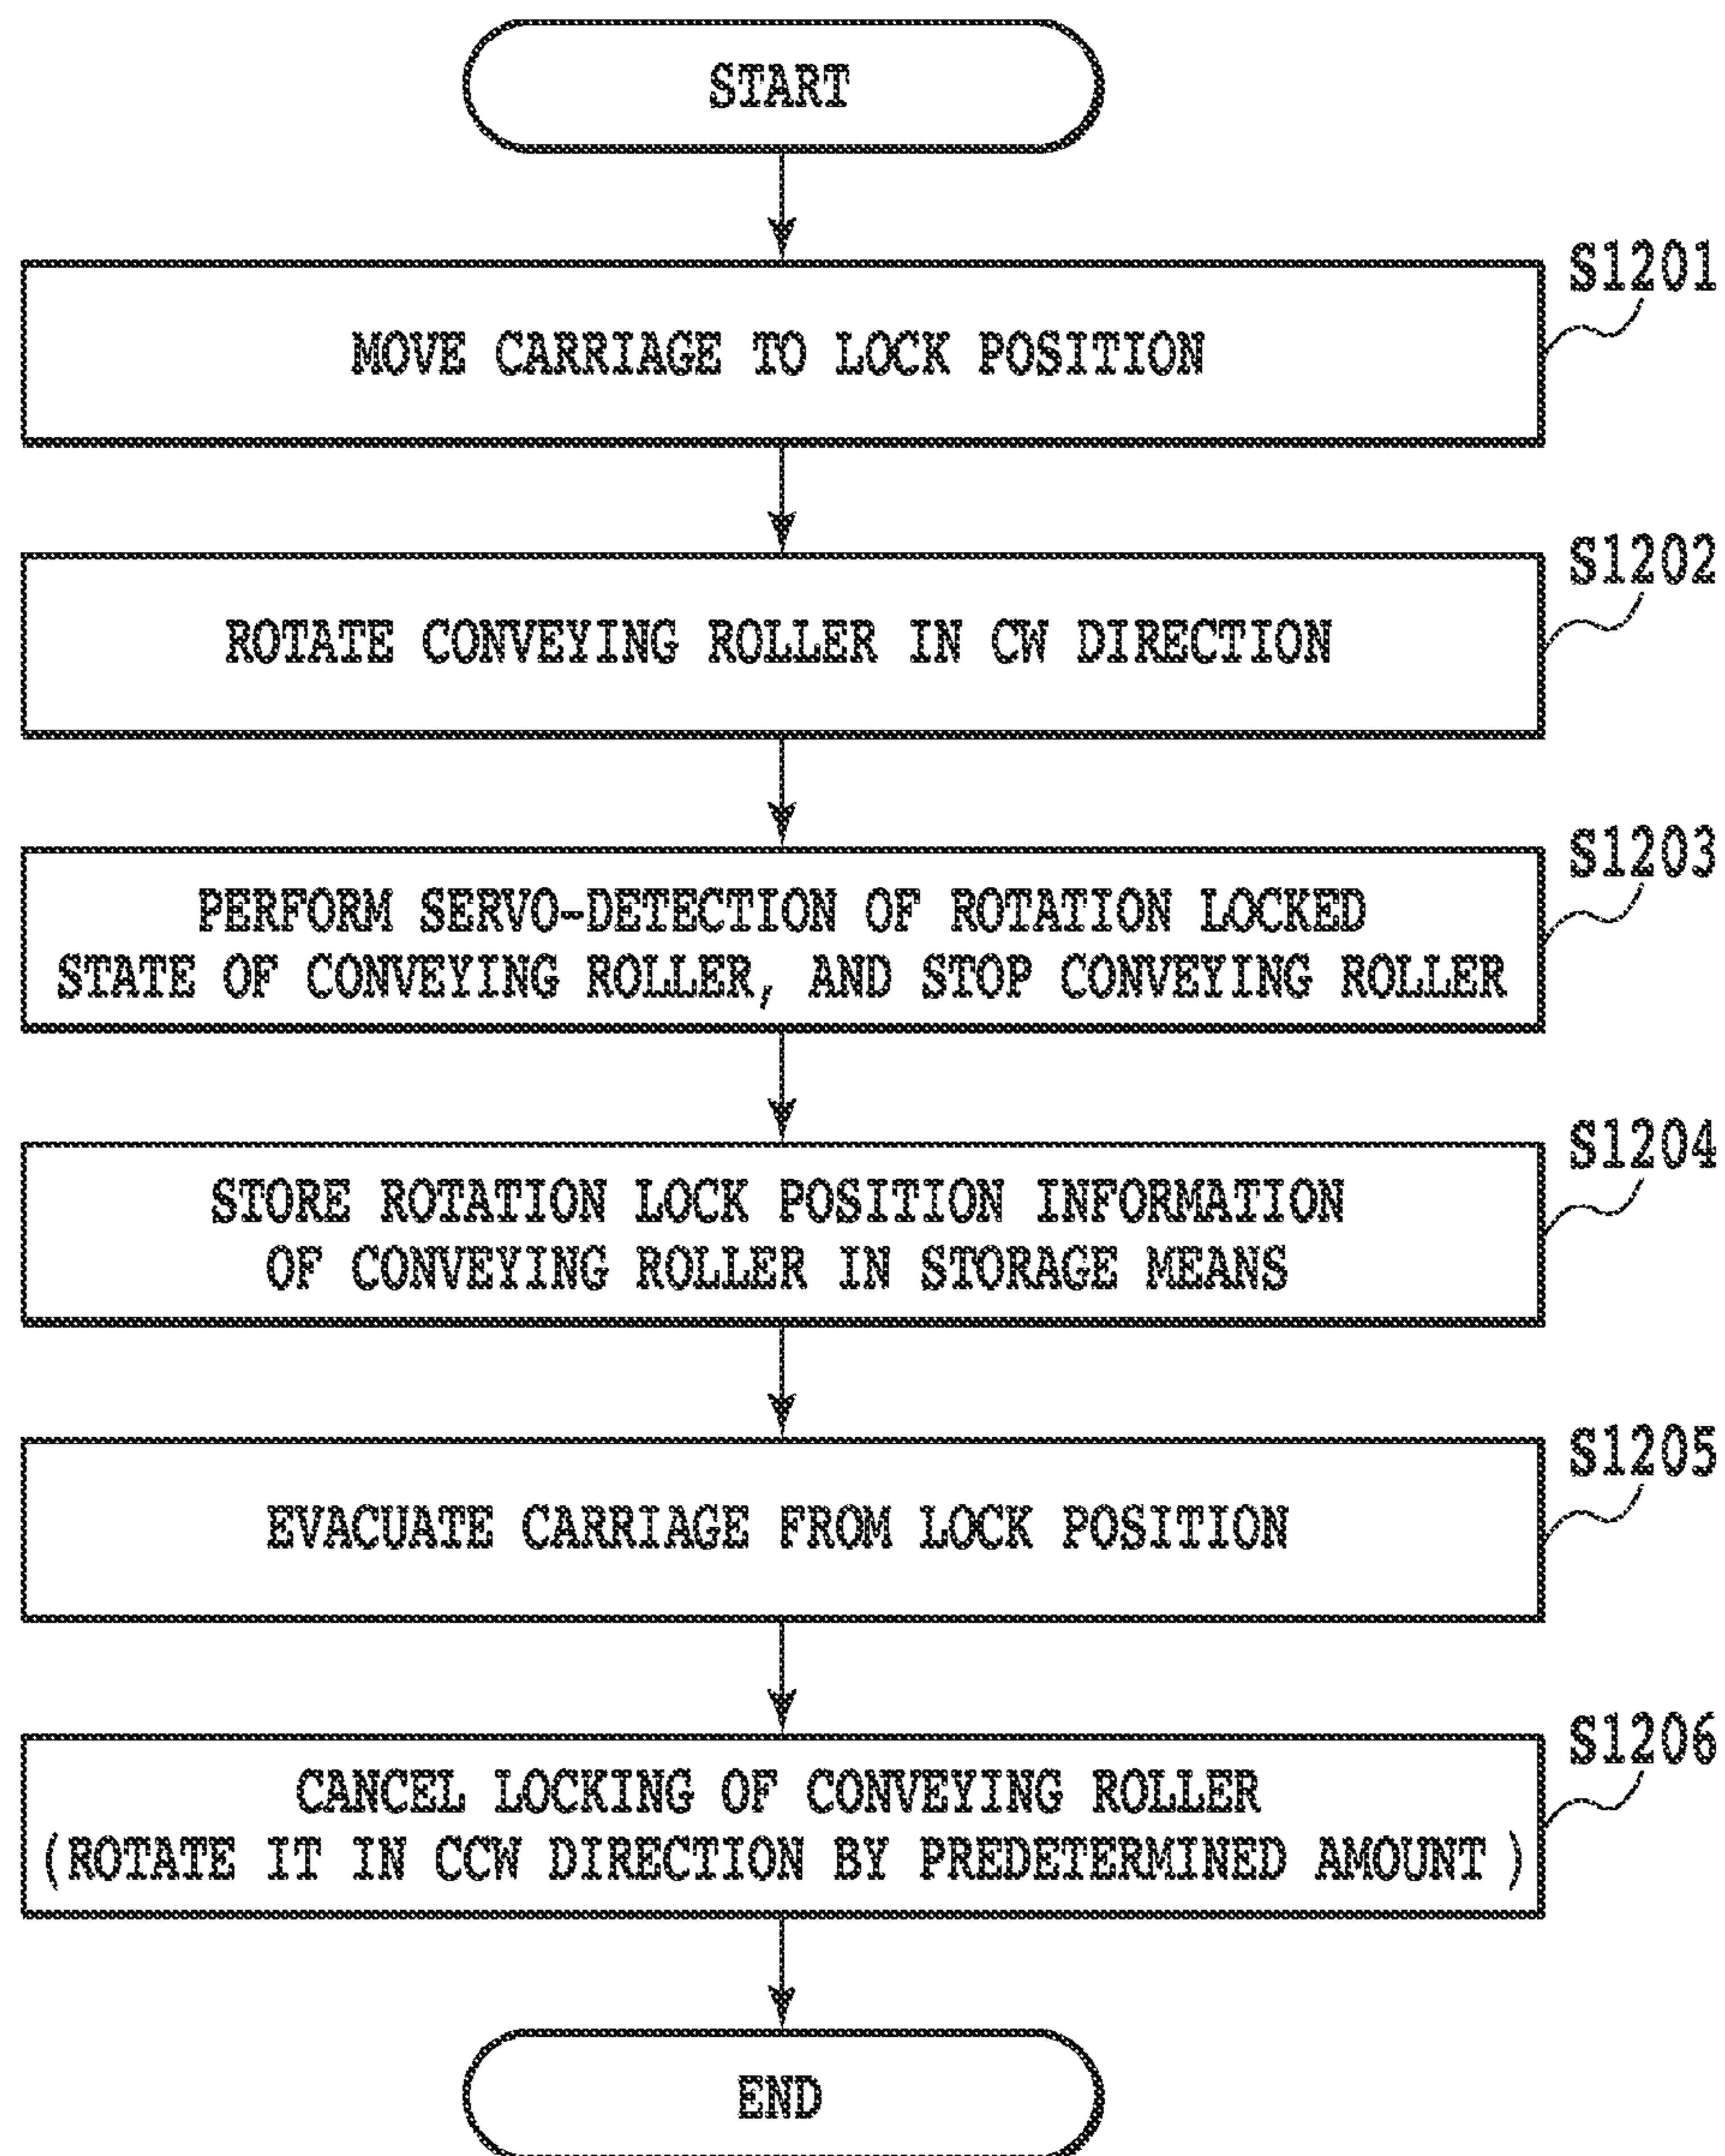 START
S1201
MOVE CARRIAGE TO LOCK POSITION
S1202
ROTATE CONVEYING ROLLER IN CW DIRECTION
S1203
PERFORM SERVO-DETECTION OF ROTATION LOCKED
STATE OF CONVEYING ROLLER, AND STOP CONVEYING ROLLER
S1204
STORE ROTATION LOCK POSITION INFORMATION
OF CONVEYING ROLLER IN STORAGE MEANS
S1205
EVACUATE CARRIAGE FROM LOCK POSITION
S1206
CANCEL LOCKING OF CONVEYING ROLLER
(ROTATE IT IN CCW DIRECTION BY PREDETERMINED AMOUNT)
END